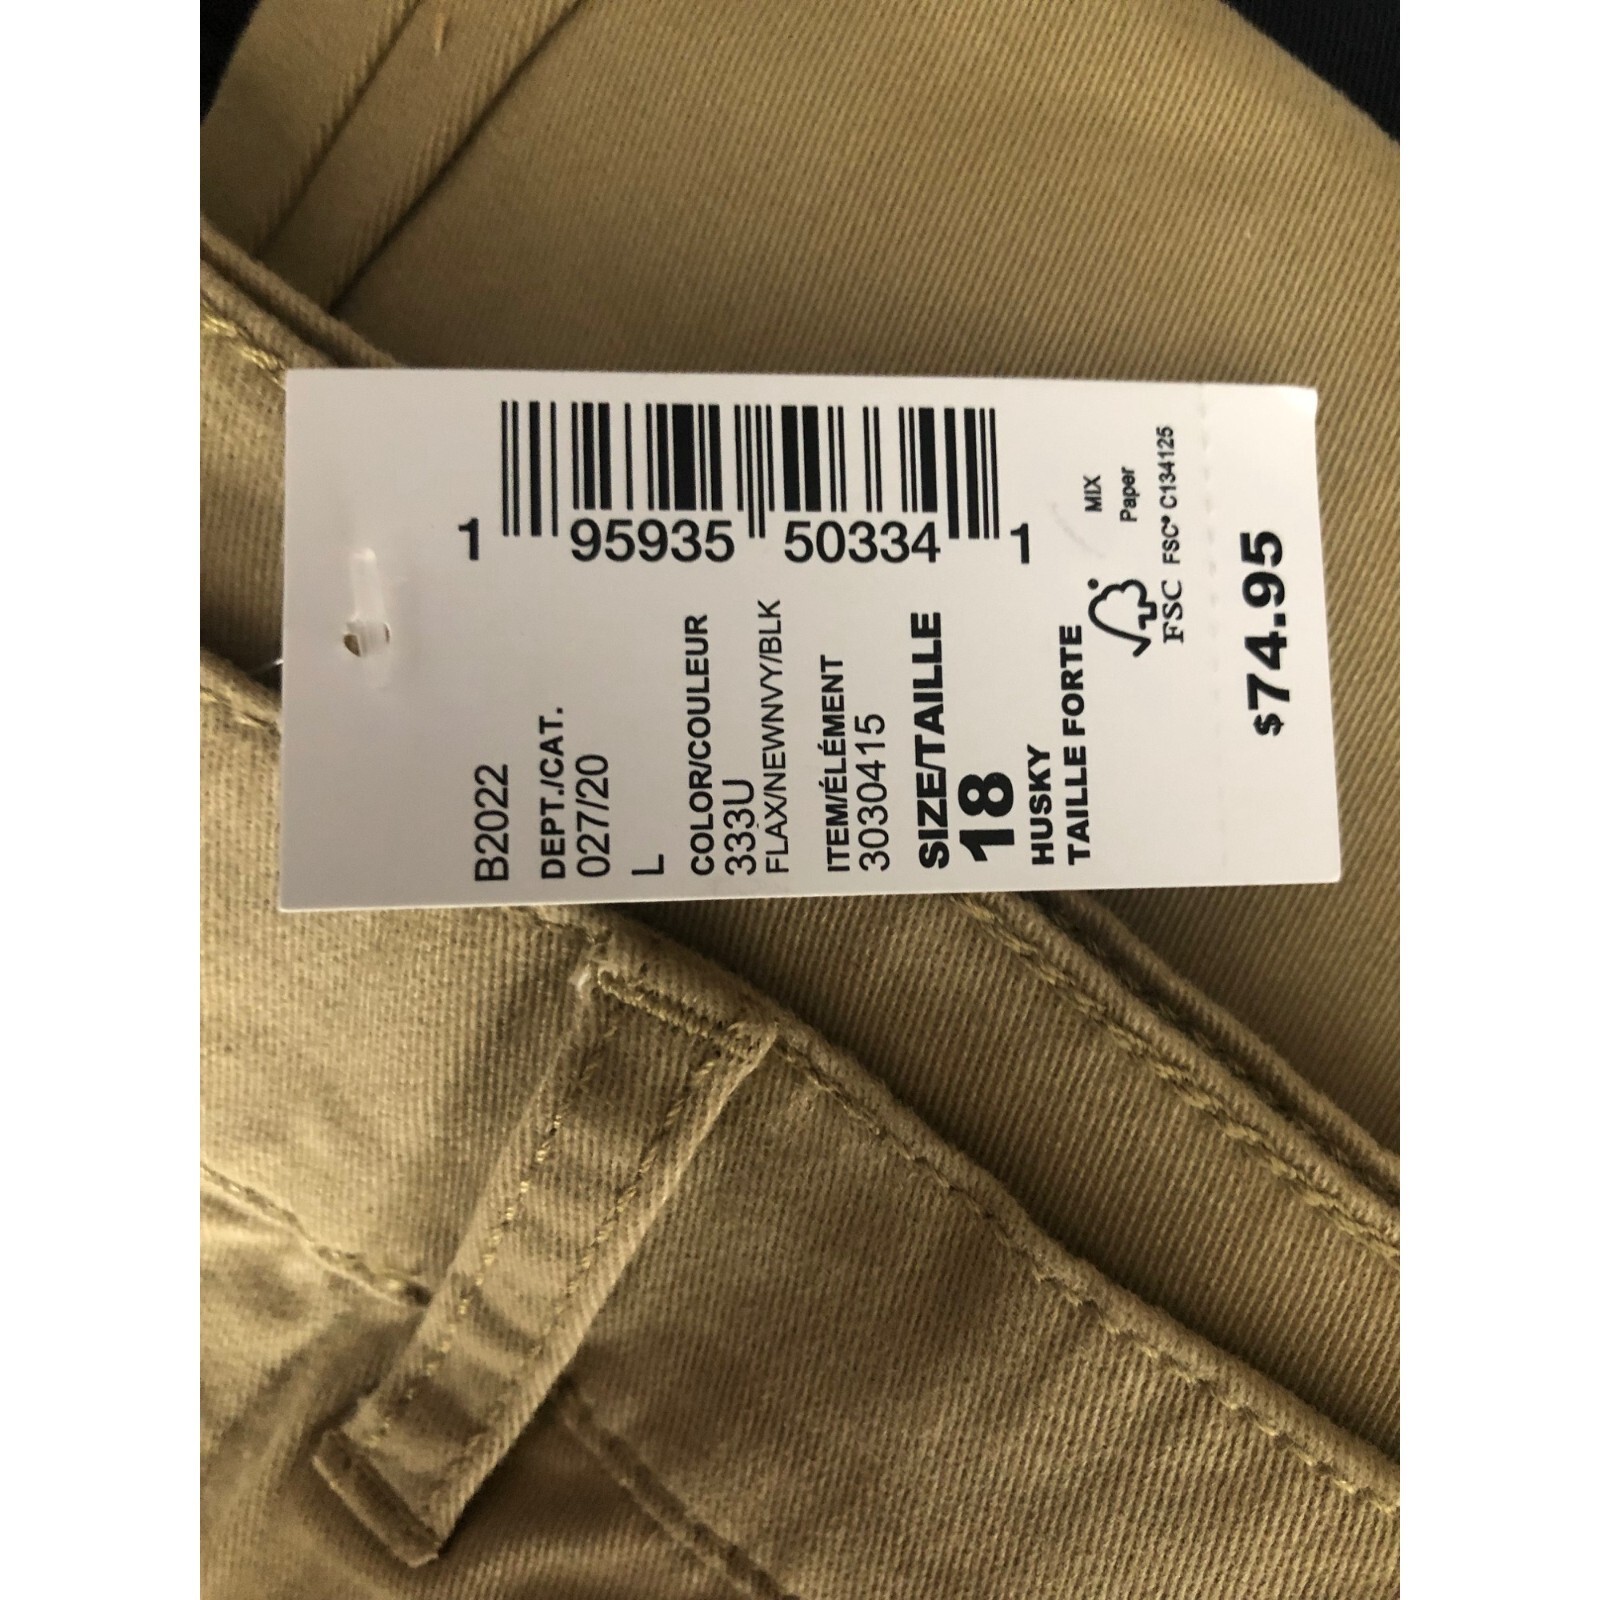 1 95935 50334 1
B2022
DEPT./CAT.
027/20
L
COLOR/COULEUR
333U
FLAX/NEWNVY/BLK
ITEM/ÉLÉMENT
3030415
SIZE/TAILLE
18
HUSKY
TAILLE FORTE
MIX
Paper
FSC FSC® C134125
$74.95